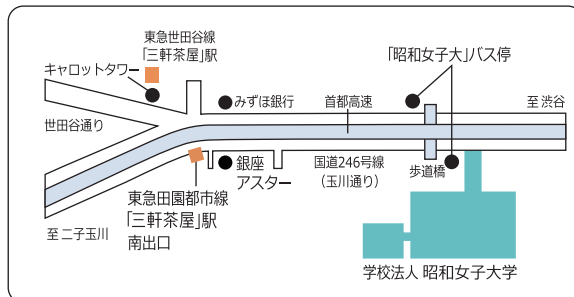 東急世田谷線
「三軒茶屋」駅
キャロットタワー
「昭和女子大」バス停
みずほ銀行
首都高速
至 渋谷
世田谷通り
銀座
アスター
国道246号線
（玉川通り）
歩道橋
東急田園都市線
「三軒茶屋」駅
南出口
至 二子玉川
学校法人 昭和女子大学